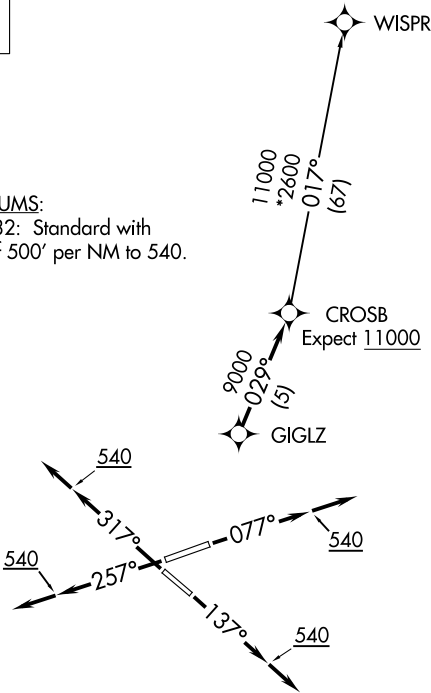 WISPR
11000
*2600
017°
(67)
UMS:
32: Standard with
500' per NM to 540.
CROSB
Expect 11000
9000
029°
(5)
GIGLZ
540
317°
077°
540
540
257°
137°
540